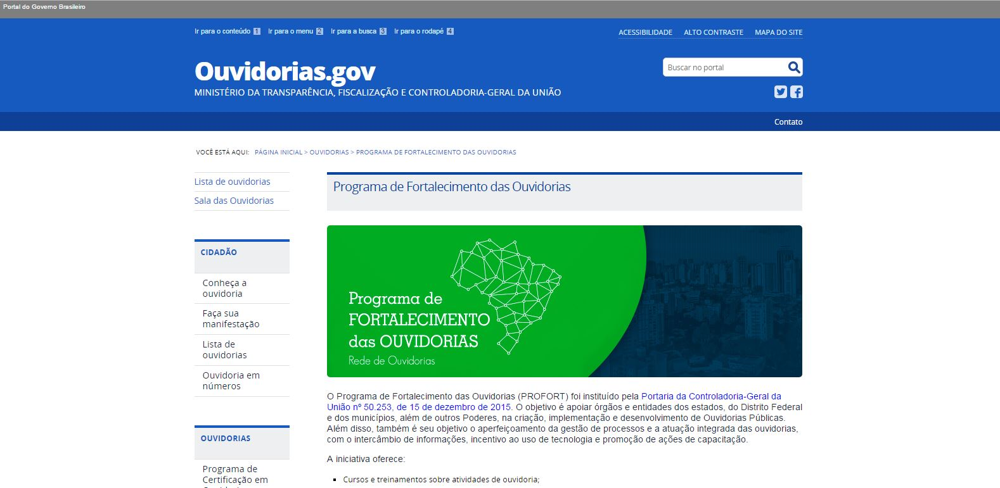 Portal do Governo Brasileiro
Ir para o conteúdo 1 Ir para o menu 2 Ir para a busca 3 Ir para o rodapé 4
ACESSIBILIDADE ALTO CONTRASTE MAPA DO SITE
Ouvidorias.gov
MINISTÉRIO DA TRANSPARÊNCIA, FISCALIZAÇÃO E CONTROLADORIA-GERAL DA UNIÃO
Buscar no portal
Contato
VOCÊ ESTÁ AQUI: PÁGINA INICIAL > OUVIDORIAS > PROGRAMA DE FORTALECIMENTO DAS OUVIDORIAS
Lista de ouvidorias
Sala das Ouvidorias
CIDADÃO
Conheça a
ouvidoria
Faça sua
manifestação
Lista de
ouvidorias
Ouvidoria em
números
OUVIDORIAS
Programa de
Certificação em
Programa de Fortalecimento das Ouvidorias
Programa de
FORTALECIMENTO
das OUVIDORIAS
Rede de Ouvidorias
O Programa de Fortalecimento das Ouvidorias (PROFORT) foi instituído pela Portaria da Controladoria-Geral da
União nº 50.253, de 15 de dezembro de 2015. O objetivo é apoiar órgãos e entidades dos estados, do Distrito Federal
e dos municípios, além de outros Poderes, na criação, implementação e desenvolvimento de Ouvidorias Públicas.
Além disso, também é seu objetivo o aperfeiçoamento da gestão de processos e a atuação integrada das ouvidorias,
com o intercâmbio de informações, incentivo ao uso de tecnologia e promoção de ações de capacitação.
A iniciativa oferece:
▪ Cursos e treinamentos sobre atividades de ouvidoria;